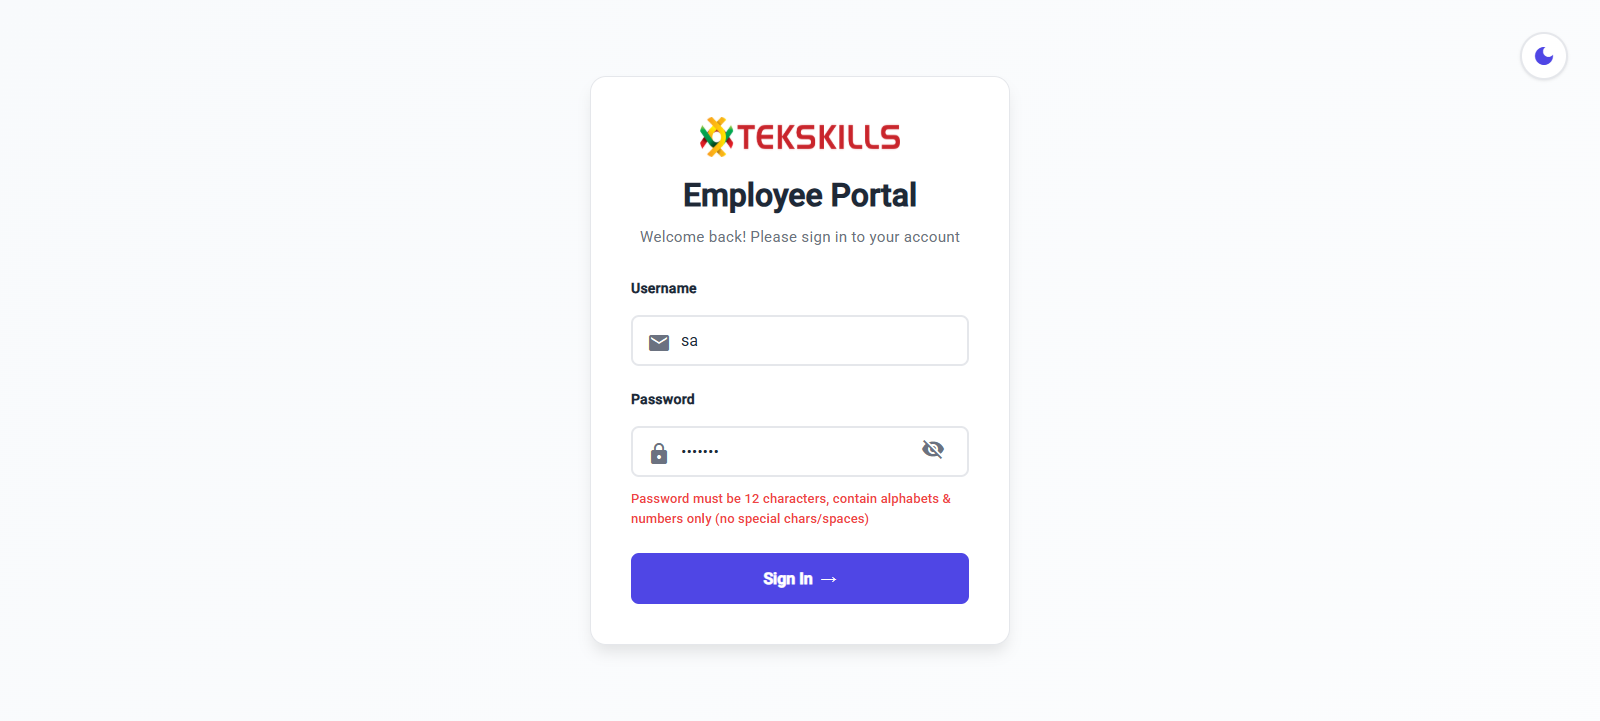 TEKSKILLS
Employee Portal
Welcome back! Please sign in to your account
Username
sa
Password
•••••••
Password must be 12 characters, contain alphabets &
numbers only (no special chars/spaces)
Sign In →